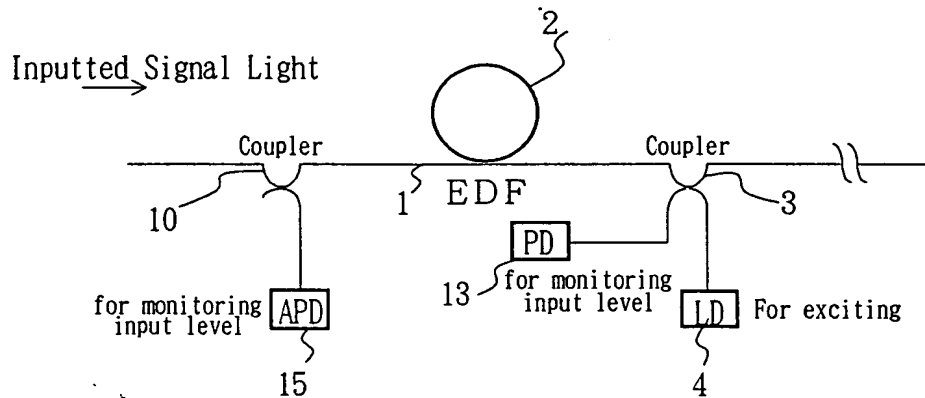 2
Inputted Signal Light
Coupler
Coupler
10
1
EDF
3
PD
13
for monitoring
input level
for monitoring
input level
APD
LD
For exciting
15
4